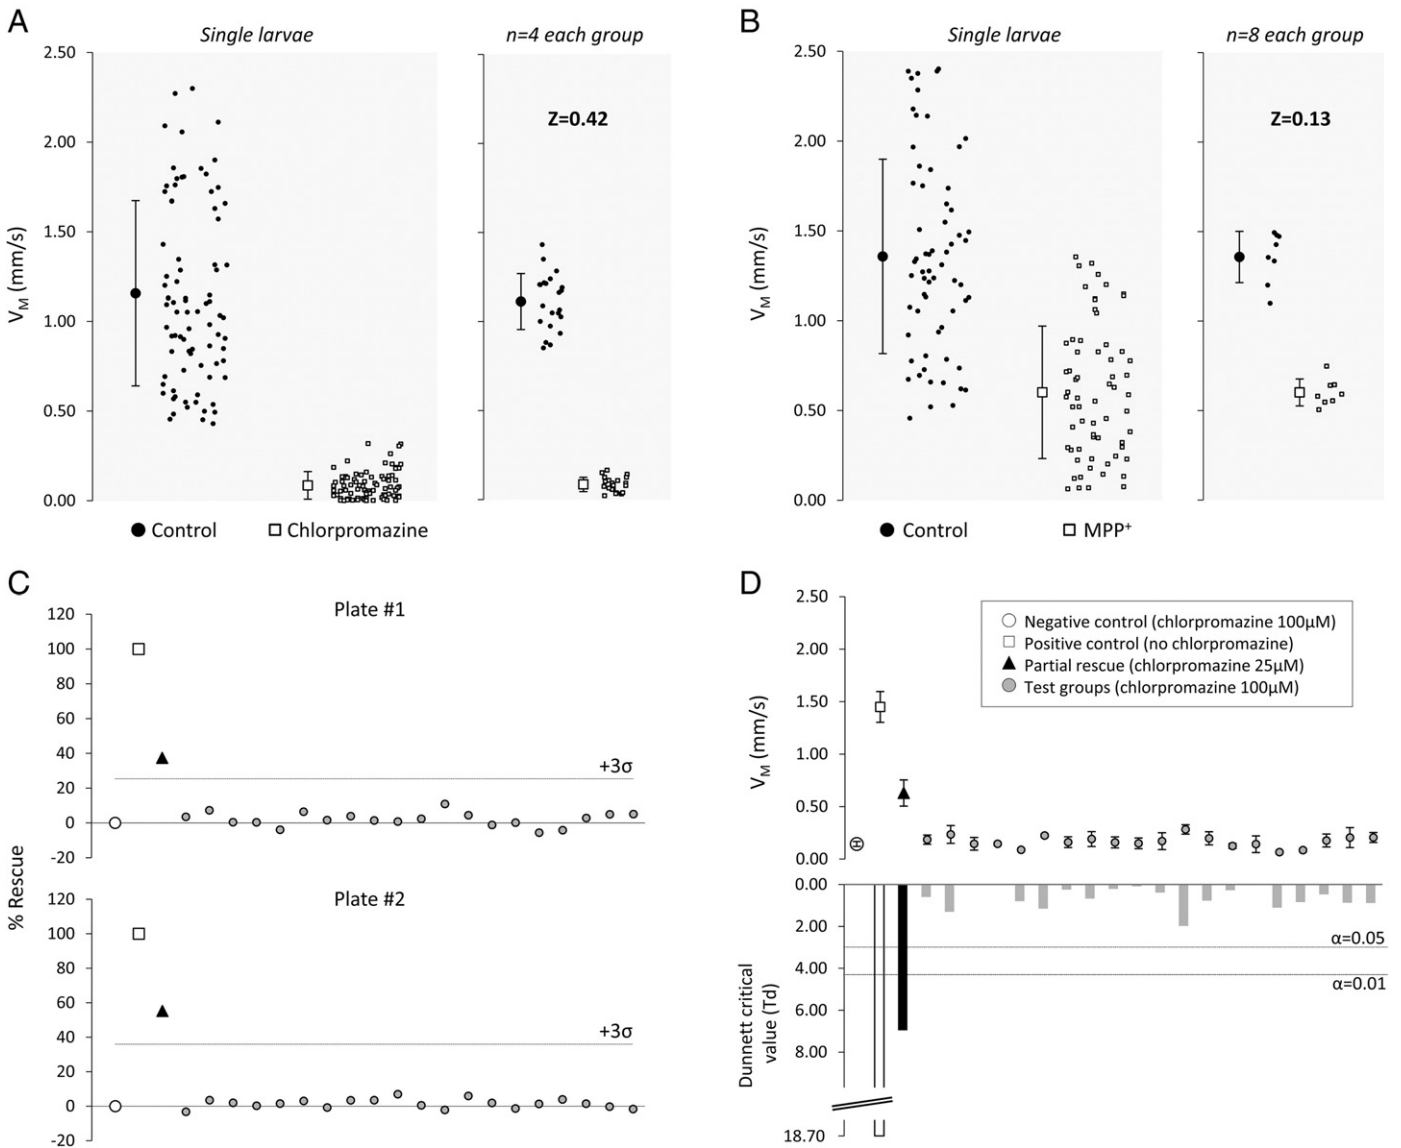 A
Single larvae
n=4 each group
2.50
2.00
1.50
1.00
0.50
0.00
V_M (mm/s)
Z=0.42
Control
Chlorpromazine
B
Single larvae
n=8 each group
2.50
2.00
1.50
1.00
0.50
0.00
V_M (mm/s)
Z=0.13
Control
MPP⁺
C
% Rescue
Plate #1
120
100
80
60
40
20
0
-20
+3σ
Plate #2
120
100
80
60
40
20
0
-20
+3σ
D
2.50
2.00
1.50
1.00
0.50
0.00
V_M (mm/s)
Negative control (chlorpromazine 100µM)
Positive control (no chlorpromazine)
Partial rescue (chlorpromazine 25µM)
Test groups (chlorpromazine 100µM)
0.00
2.00
4.00
6.00
8.00
18.70
Dunnett critical
value (Td)
α=0.05
α=0.01